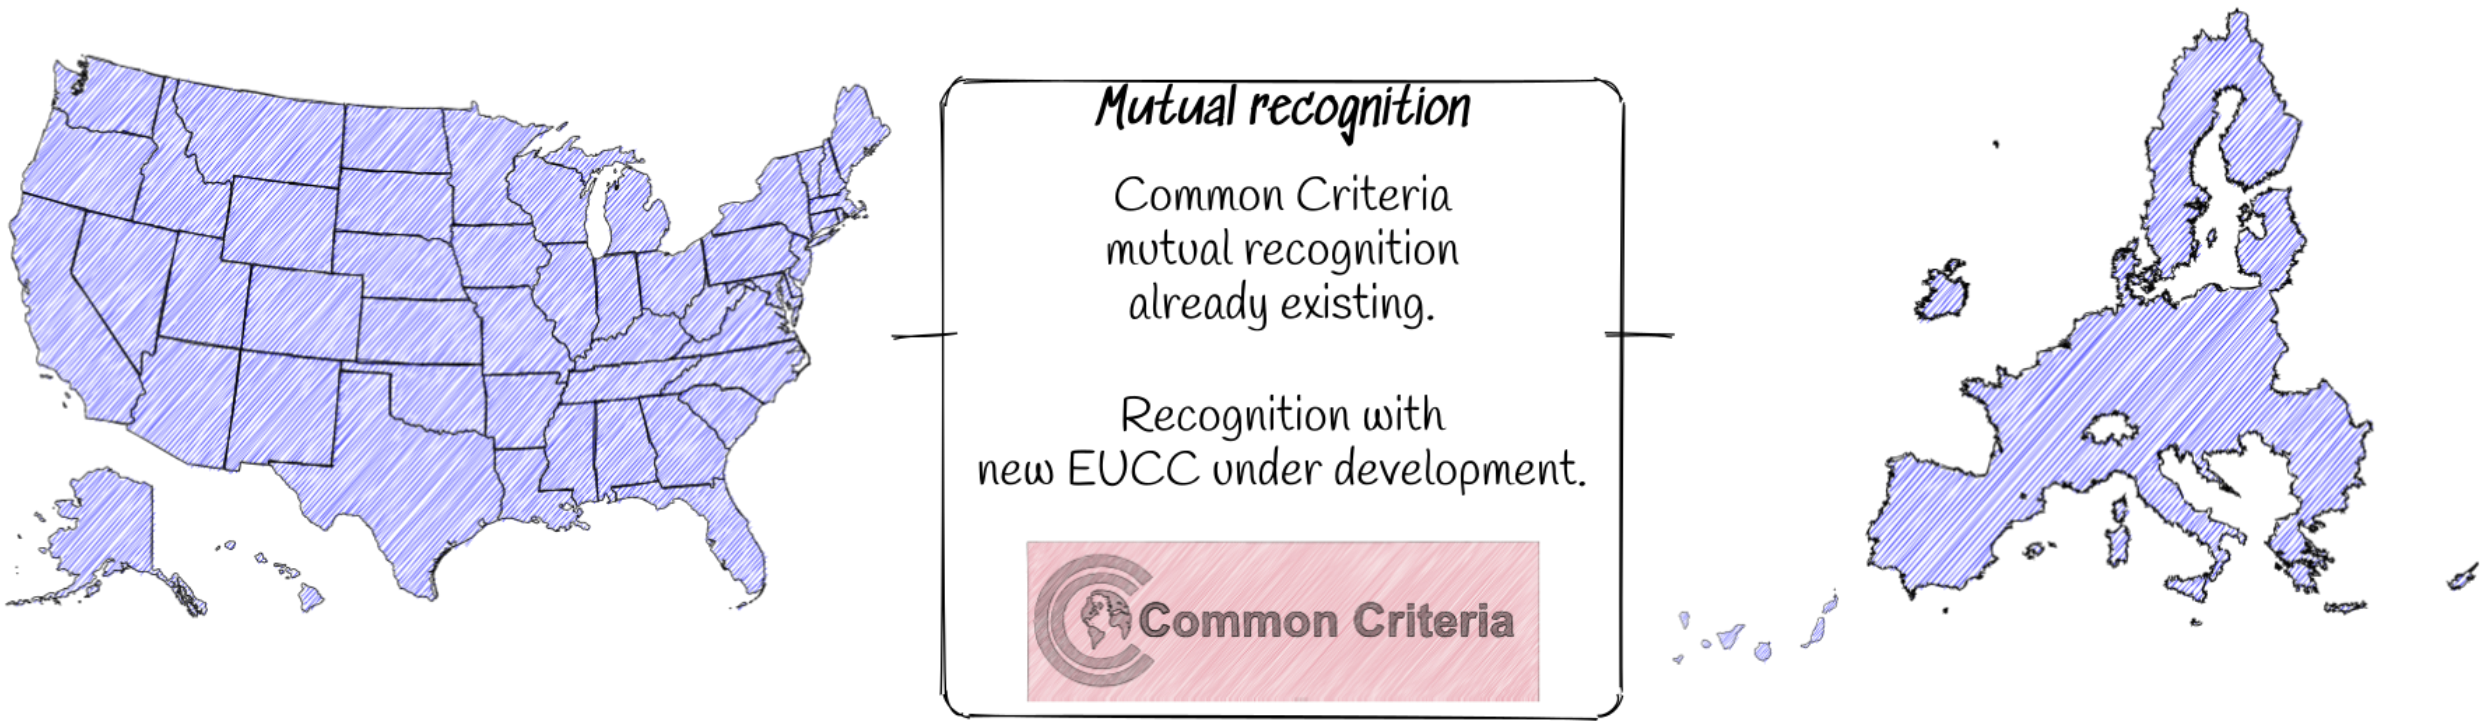 Mutual recognition
Common Criteria
mutual recognition
already existing.
Recognition with
new EUCC under development.
Common Criteria